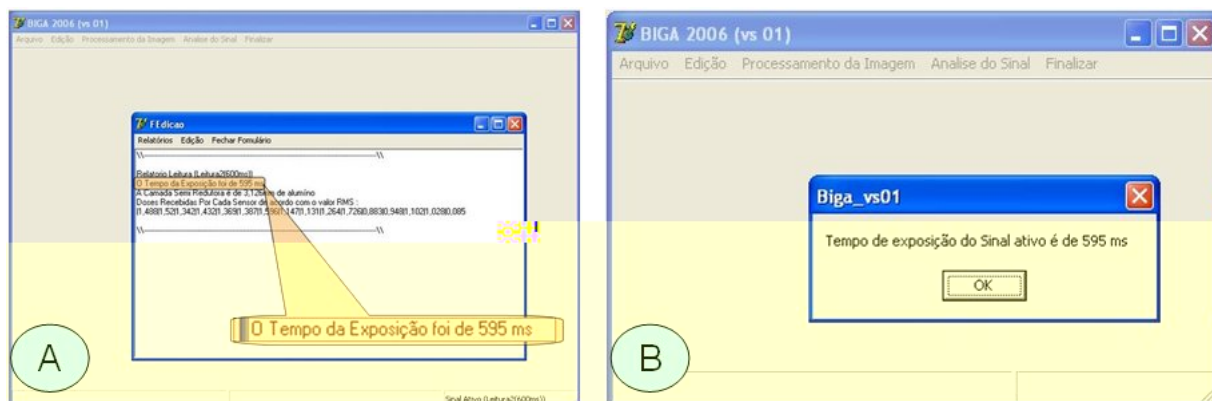 BIGA 2006 (vs 01)
Arquivo Edição Processamento da Imagem Analise do Sinal Finalizar
FEdicao
Relatórios Edição Fechar Fomulário
\\----------\\
Relatorio Leitura (Leitura2(600ms))
O Tempo da Exposição foi de 595 ms
A Camada Semi Redutora é de 3,126 de alumíno
Doses Recebidas Por Cada Sensor de acordo com o valor RMS :
\\----------\\
O Tempo da Exposição foi de 595 ms
A
Sinal Ativo (Leitura2(600ms))
BIGA 2006 (vs 01)
Arquivo Edição Processamento da Imagem Analise do Sinal Finalizar
Biga_vs01
Tempo de exposição do Sinal ativo é de 595 ms
OK
B